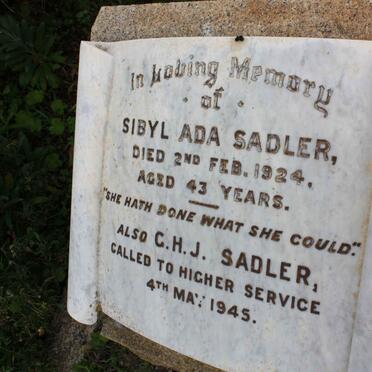 In Loving Memory
of
SIBYL ADA SADLER,
DIED 2ND FEB. 1924,
AGED 43 YEARS.
"SHE HATH DONE WHAT SHE COULD".
ALSO C.H.J. SADLER,
CALLED TO HIGHER SERVICE
4TH MAY 1945.